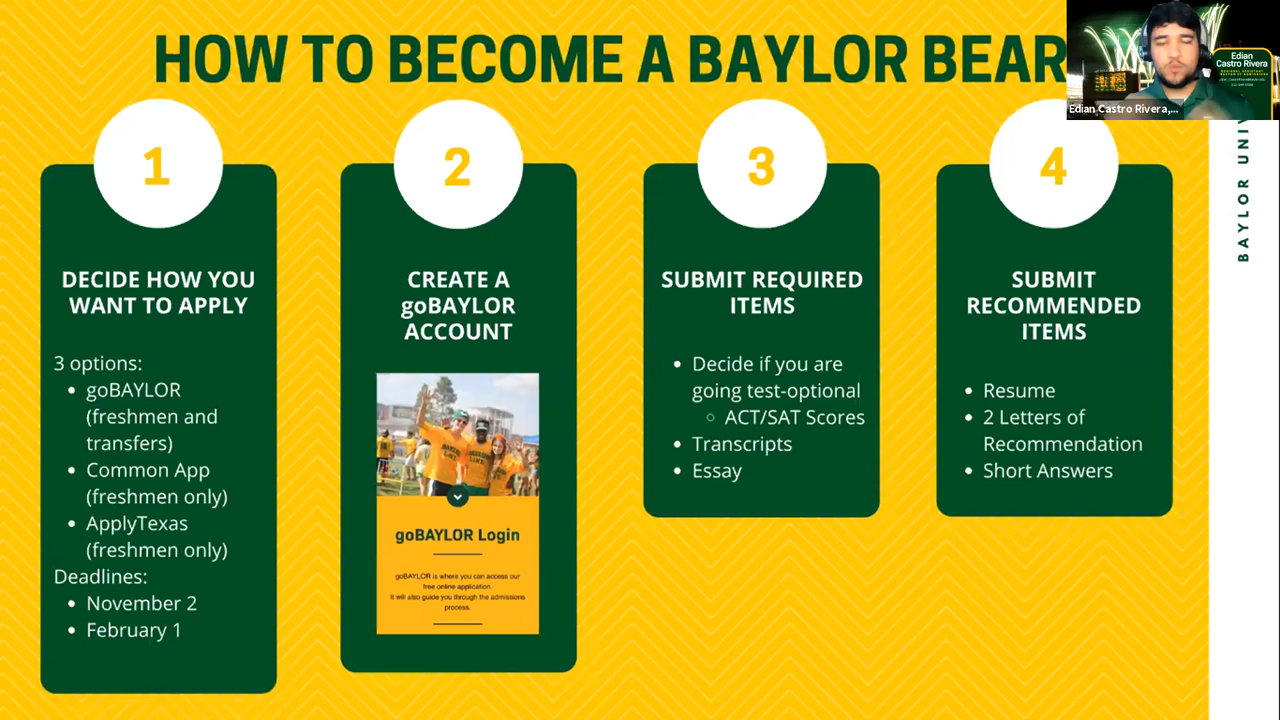 HOW TO BECOME A BAYLOR BEAR
Edian
Castro Rivera
Edian Castro Rivera,...
BAYLOR UNIV
1
DECIDE HOW YOU
WANT TO APPLY
3 options:
• goBAYLOR
(freshmen and
transfers)
• Common App
(freshmen only)
• ApplyTexas
(freshmen only)
Deadlines:
• November 2
• February 1
2
CREATE A
goBAYLOR
ACCOUNT
goBAYLOR Login
goBAYLOR is where you can access our
free online application.
It will also guide you through the admissions
process.
3
SUBMIT REQUIRED
ITEMS
• Decide if you are
going test-optional
○ ACT/SAT Scores
• Transcripts
• Essay
4
SUBMIT
RECOMMENDED
ITEMS
• Resume
• 2 Letters of
Recommendation
• Short Answers